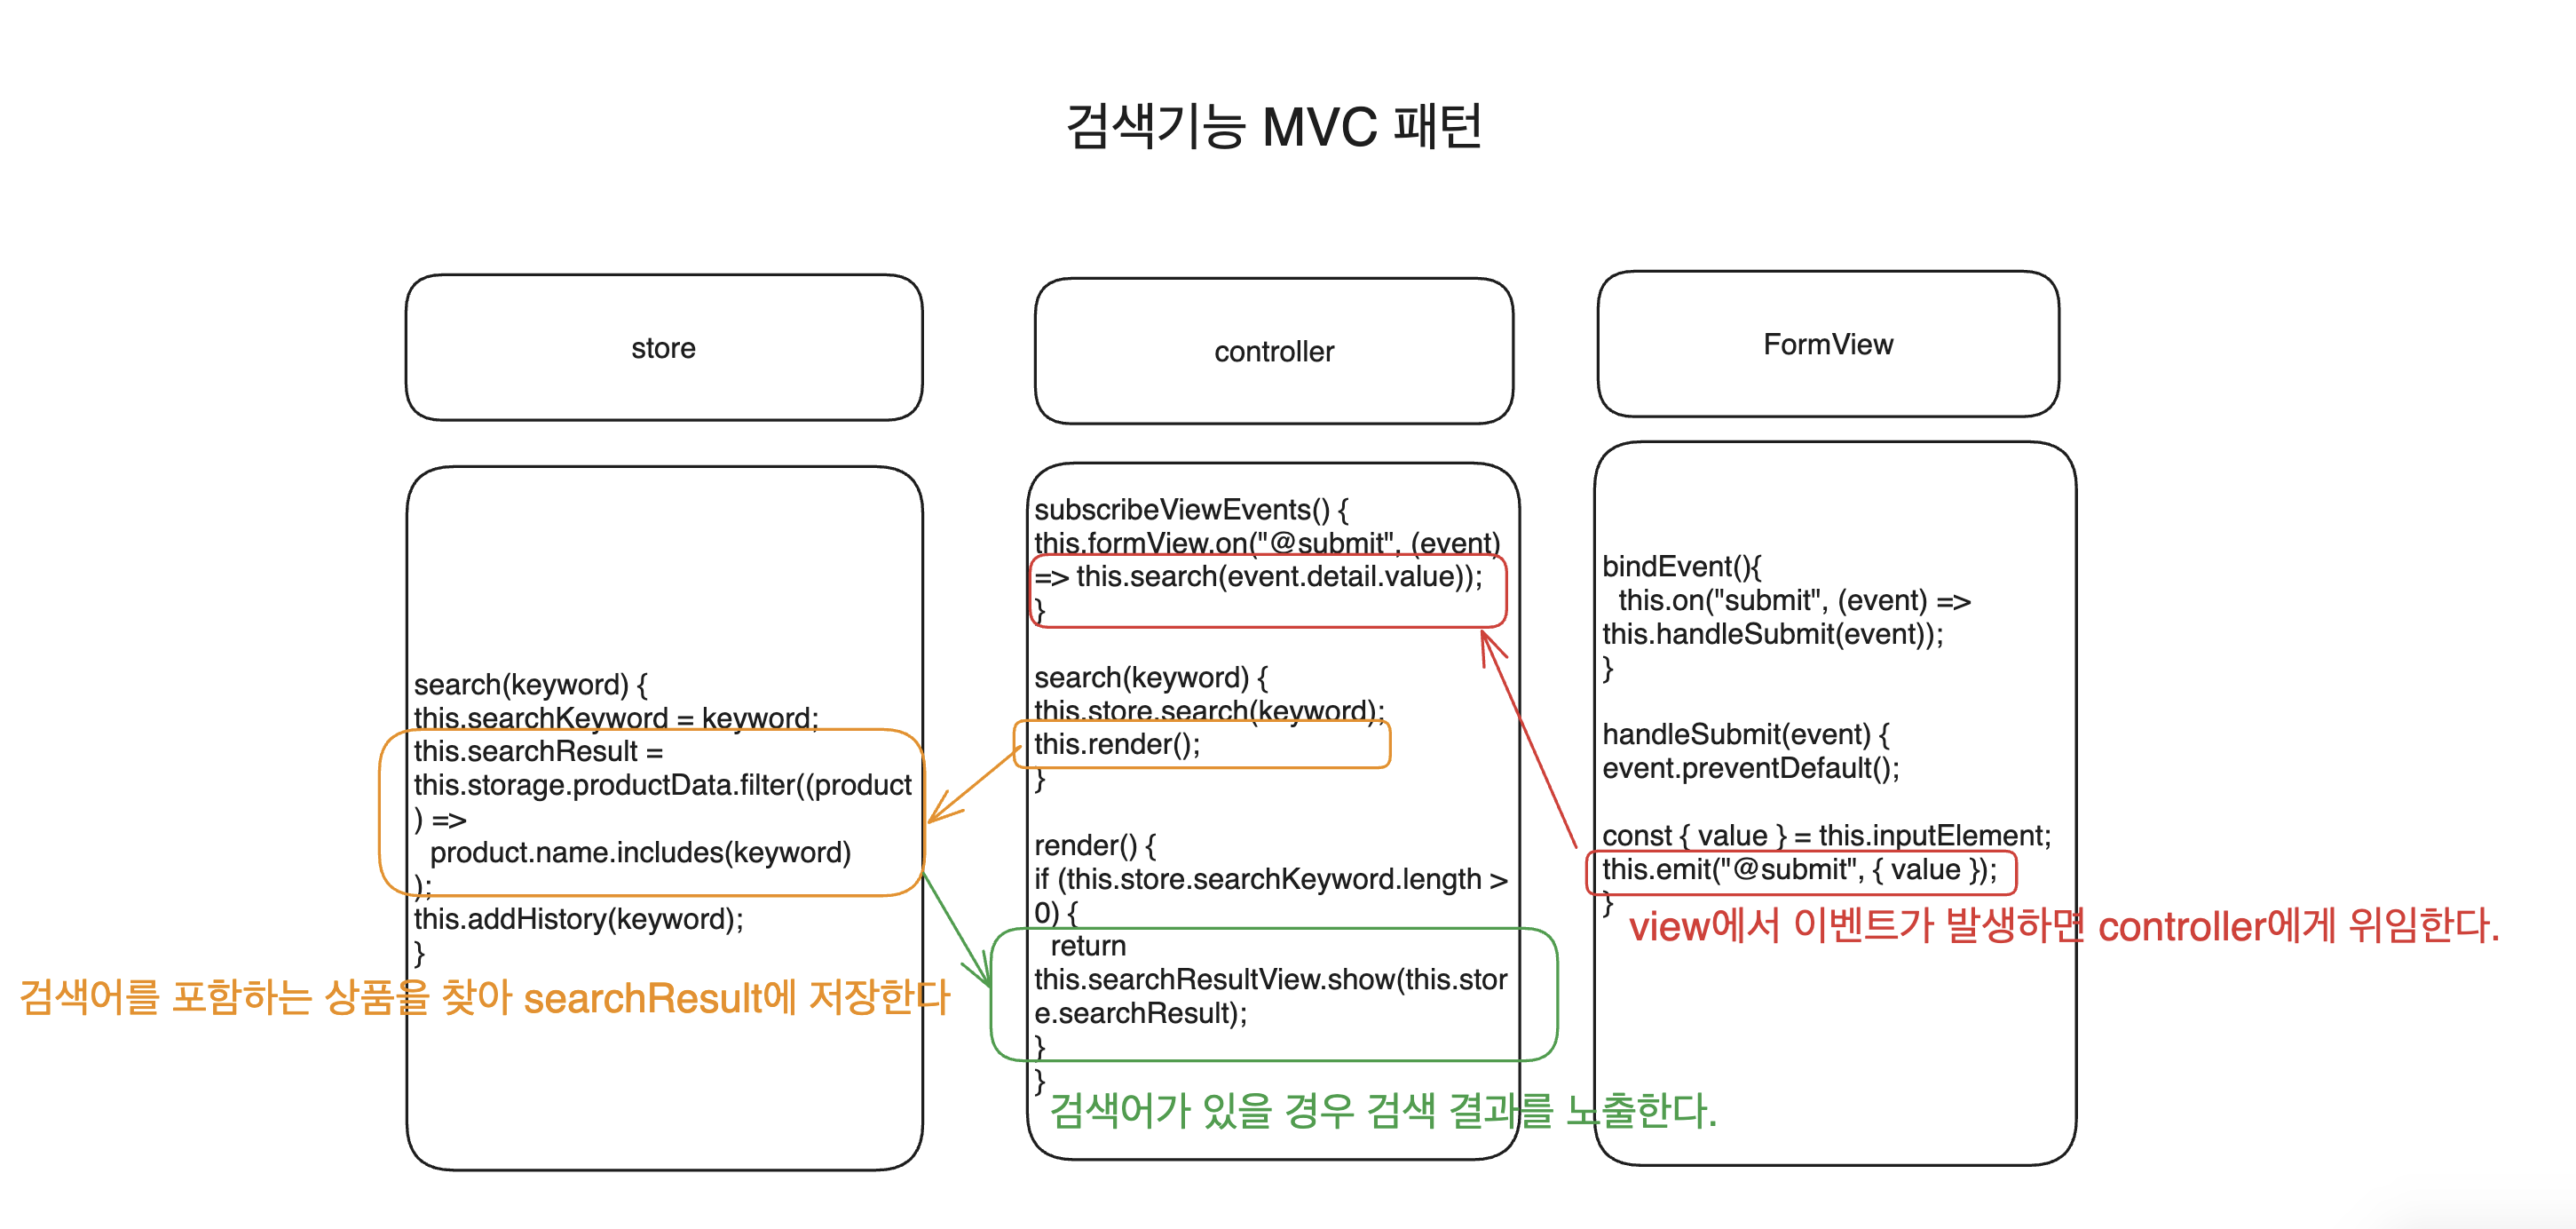 검색기능 MVC 패턴
store
search(keyword) {
this.searchKeyword = keyword;
this.searchResult =
this.storage.productData.filter((product
) =>
product.name.includes(keyword)
);
this.addHistory(keyword);
}
검색어를 포함하는 상품을 찾아 searchResult에 저장한다
controller
subscribeViewEvents() {
this.formView.on("@submit", (event)
=> this.search(event.detail.value));
}
search(keyword) {
this.store.search(keyword);
this.render();
}
render() {
if (this.store.searchKeyword.length >
0) {
return
this.searchResultView.show(this.stor
e.searchResult);
}
}
검색어가 있을 경우 검색 결과를 노출한다.
FormView
bindEvent(){
this.on("submit", (event) =>
this.handleSubmit(event));
}
handleSubmit(event) {
event.preventDefault();
const { value } = this.inputElement;
this.emit("@submit", { value });
}
view에서 이벤트가 발생하면 controller에게 위임한다.